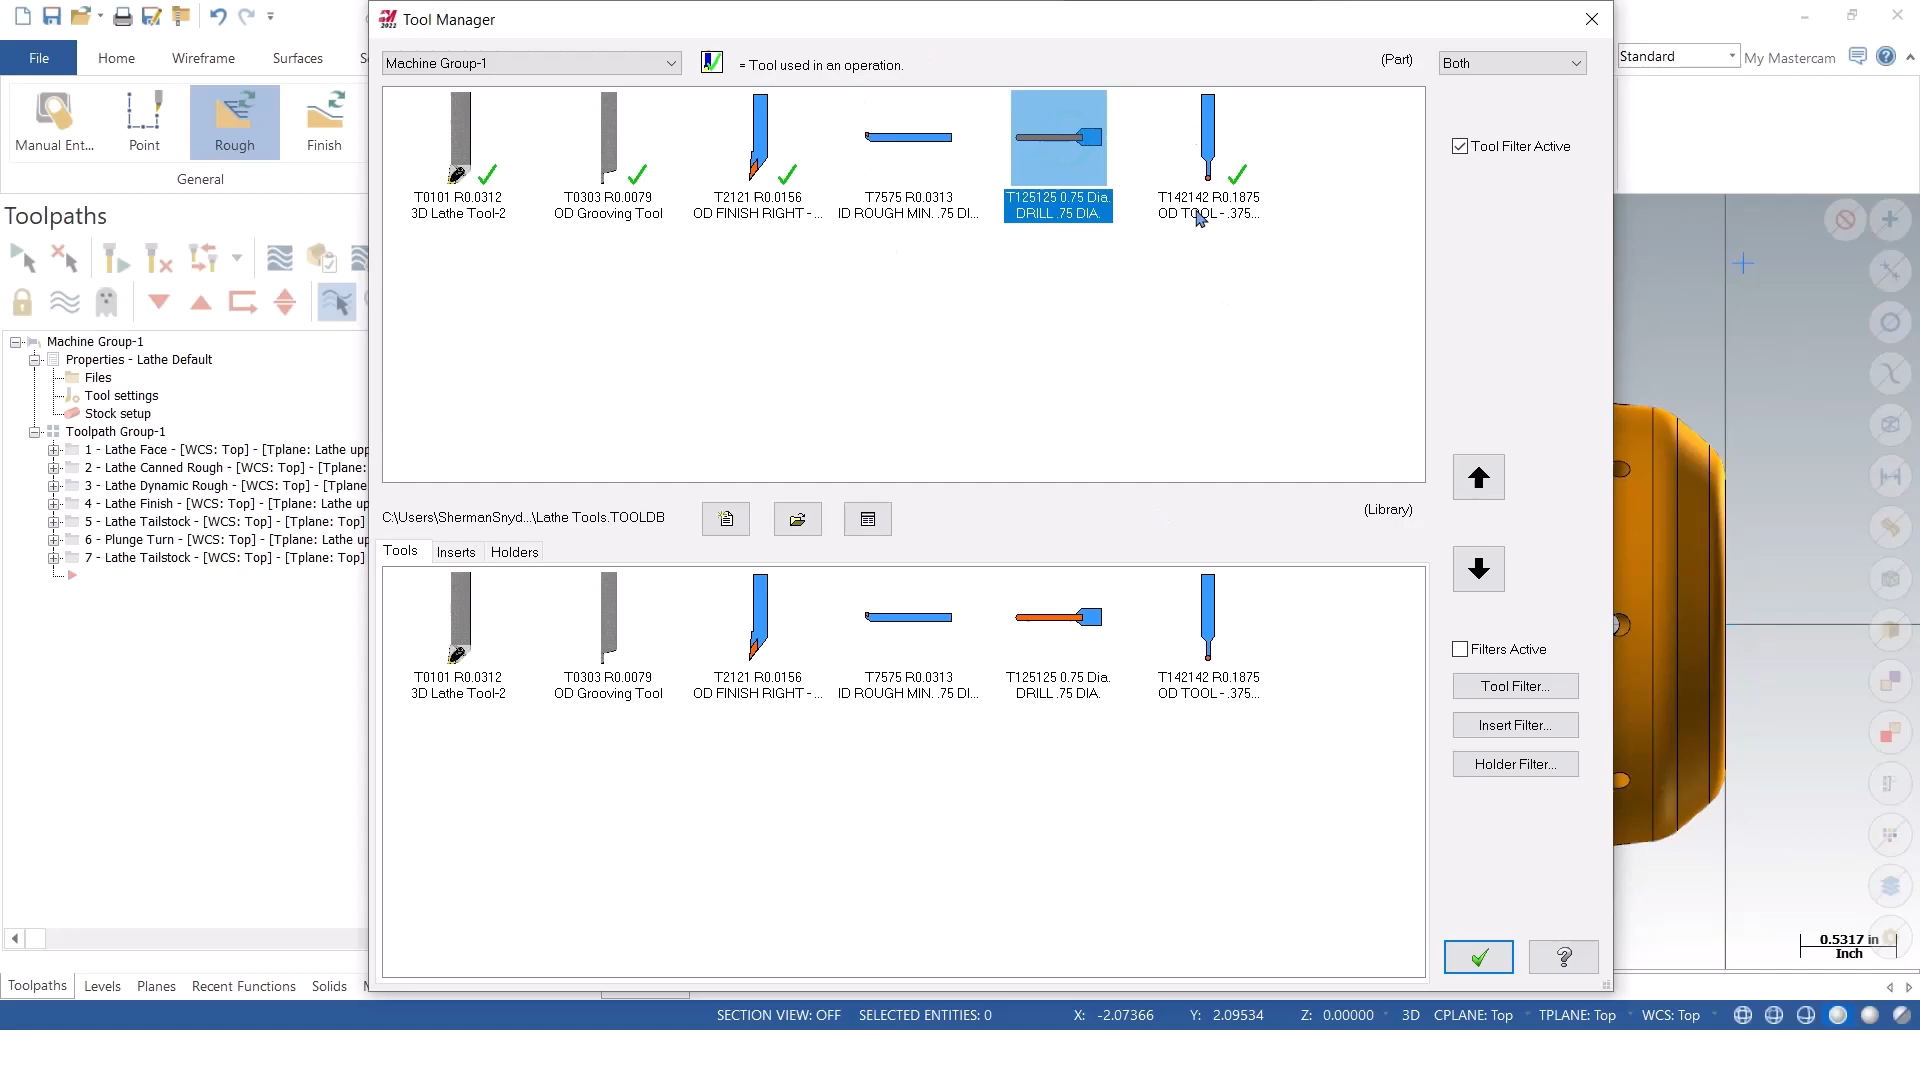 Tool Manager
2022
File
Home
Wireframe
Surfaces
Manual Ent...
Point
Rough
Finish
General
Toolpaths
Machine Group-1
Properties - Lathe Default
Files
Tool settings
Stock setup
Toolpath Group-1
1 - Lathe Face - [WCS: Top] - [Tplane: Lathe upp
2 - Lathe Canned Rough - [WCS: Top] - [Tplane:
3 - Lathe Dynamic Rough - [WCS: Top] - [Tplane
4 - Lathe Finish - [WCS: Top] - [Tplane: Lathe up
5 - Lathe Tailstock - [WCS: Top] - [Tplane: Top]
6 - Plunge Turn - [WCS: Top] - [Tplane: Lathe up
7 - Lathe Tailstock - [WCS: Top] - [Tplane: Top]
Toolpaths
Levels
Planes
Recent Functions
Solids
Machine Group-1
= Tool used in an operation.
(Part)
Both
T0101 R0.0312
3D Lathe Tool-2
T0303 R0.0079
OD Grooving Tool
T2121 R0.0156
OD FINISH RIGHT - ...
T7575 R0.0313
ID ROUGH MIN. .75 DI...
T125125 0.75 Dia.
DRILL .75 DIA.
T142142 R0.1875
OD TOOL - .375...
Tool Filter Active
C:\Users\ShermanSnyd...\Lathe Tools.TOOLDB
(Library)
Tools
Inserts
Holders
T0101 R0.0312
3D Lathe Tool-2
T0303 R0.0079
OD Grooving Tool
T2121 R0.0156
OD FINISH RIGHT - ...
T7575 R0.0313
ID ROUGH MIN. .75 DI...
T125125 0.75 Dia.
DRILL .75 DIA.
T142142 R0.1875
OD TOOL - .375...
Filters Active
Tool Filter...
Insert Filter...
Holder Filter...
Standard
My Mastercam
0.5317 in
Inch
SECTION VIEW: OFF
SELECTED ENTITIES: 0
X: -2.07366
Y: 2.09534
Z: 0.00000
3D
CPLANE: Top
TPLANE: Top
WCS: Top